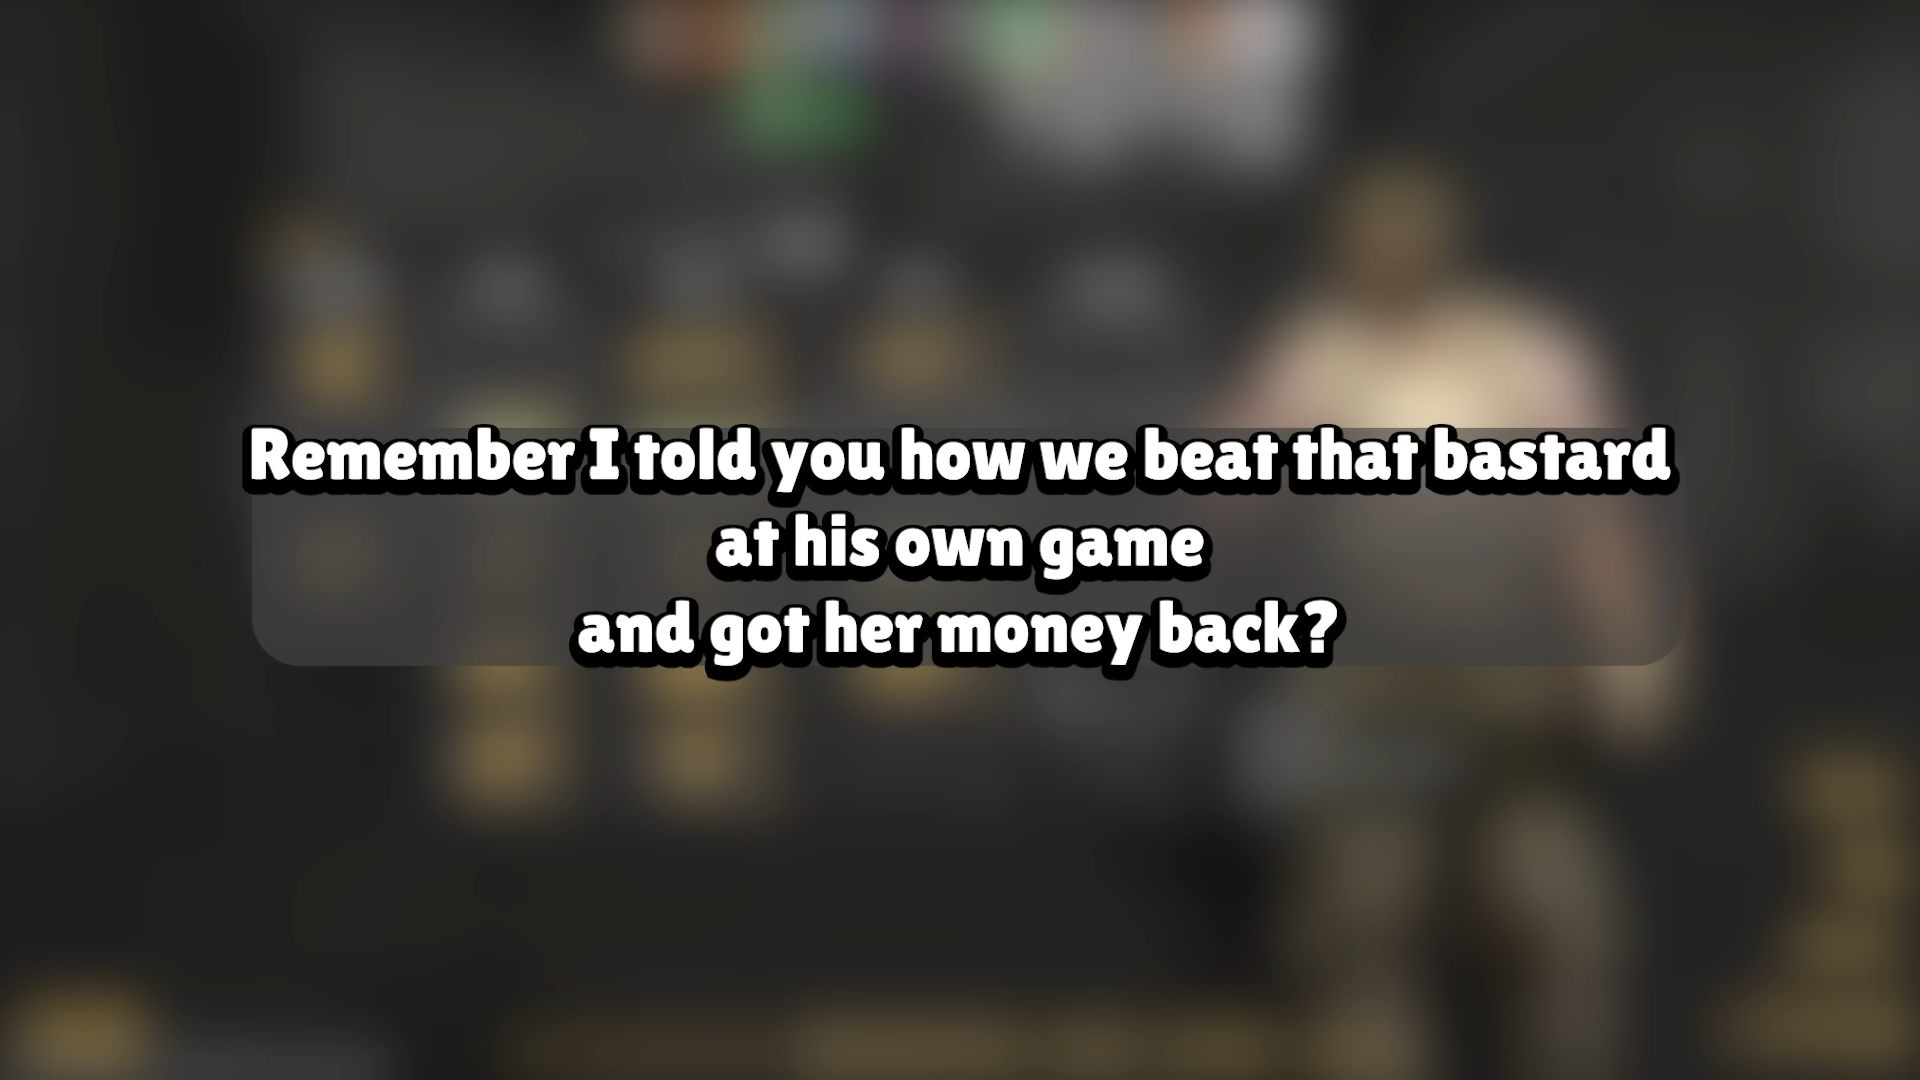 Remember I told you how we beat that bastard
at his own game
and got her money back?